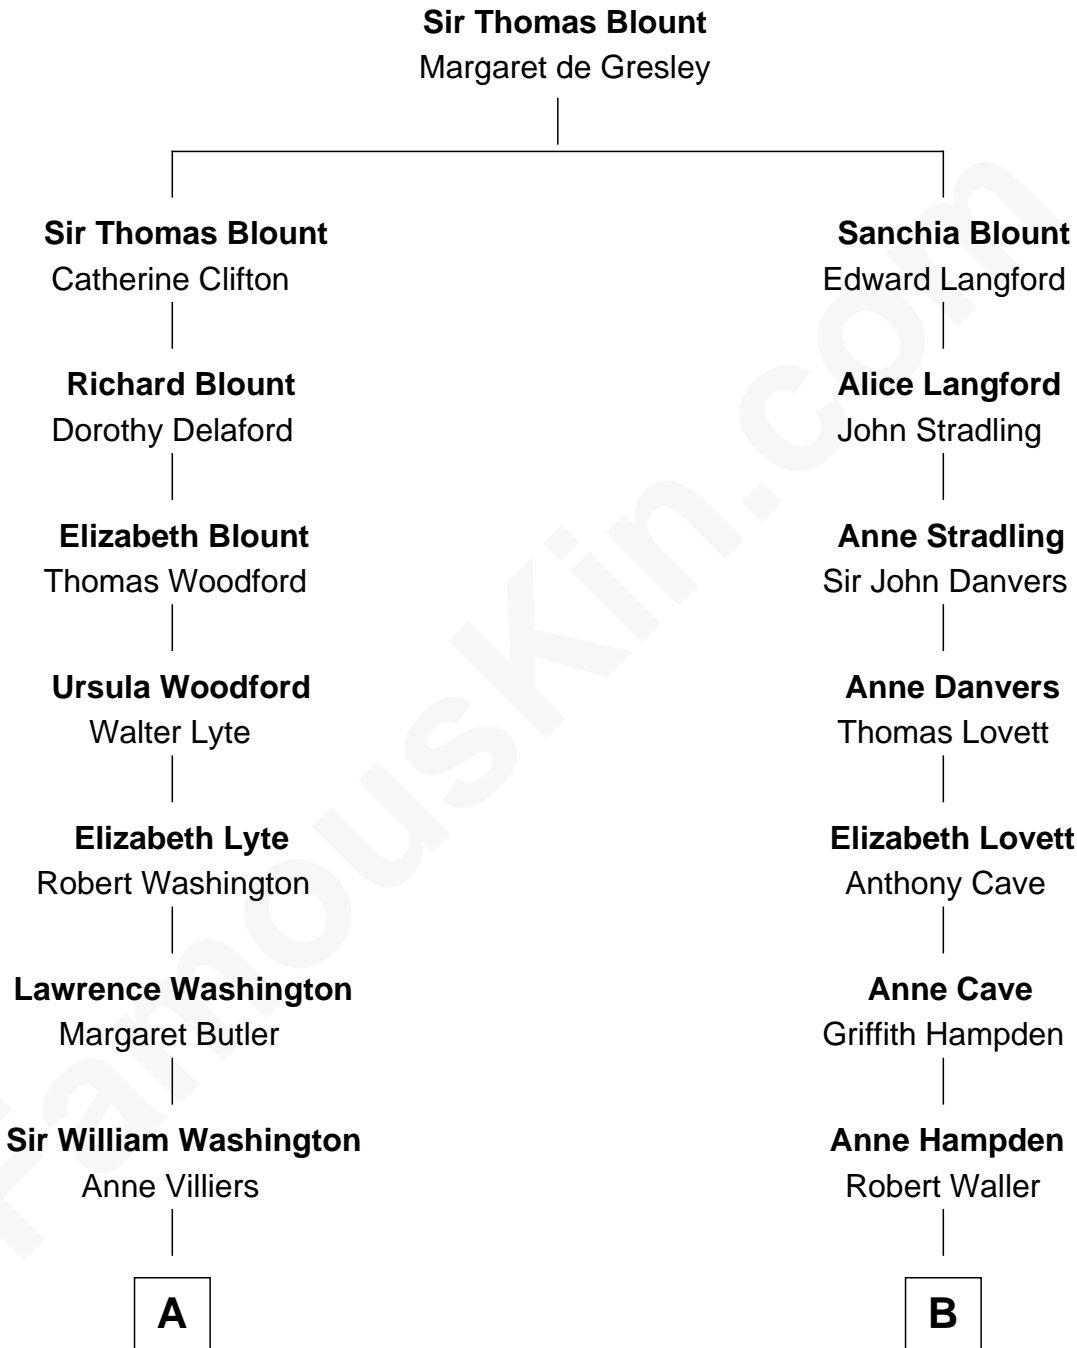 Sir Thomas Blount
Margaret de Gresley
Sir Thomas Blount
Catherine Clifton
Sanchia Blount
Edward Langford
Richard Blount
Dorothy Delaford
Alice Langford
John Stradling
Elizabeth Blount
Thomas Woodford
Anne Stradling
Sir John Danvers
Ursula Woodford
Walter Lyte
Anne Danvers
Thomas Lovett
Elizabeth Lyte
Robert Washington
Elizabeth Lovett
Anthony Cave
Lawrence Washington
Margaret Butler
Anne Cave
Griffith Hampden
Sir William Washington
Anne Villiers
Anne Hampden
Robert Waller
A
B
FamousKin.com